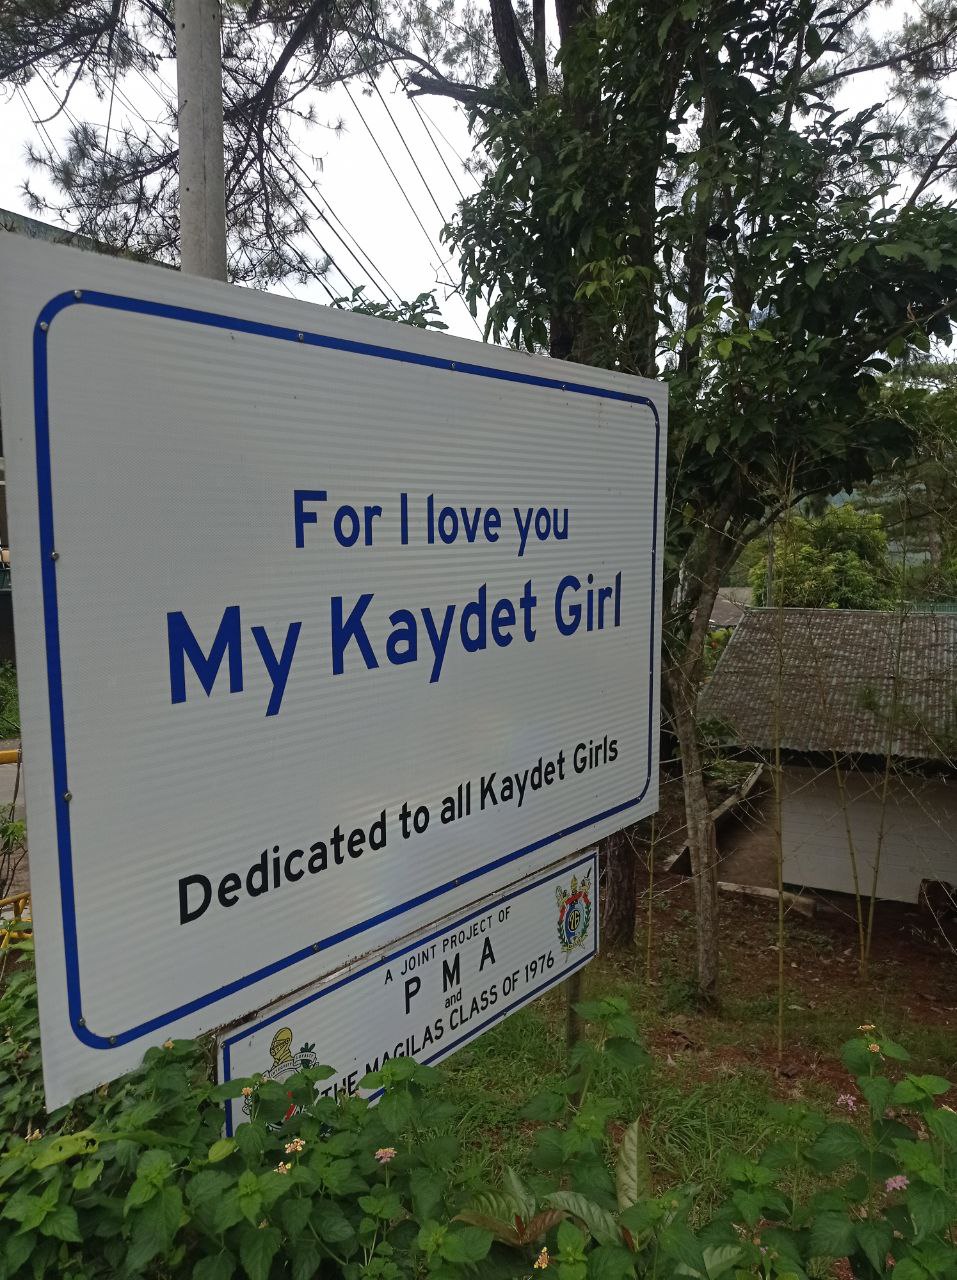 For I love you
My Kaydet Girl
Dedicated to all Kaydet Girls
A JOINT PROJECT OF
P M A
and
THE MAGILAS CLASS OF 1976